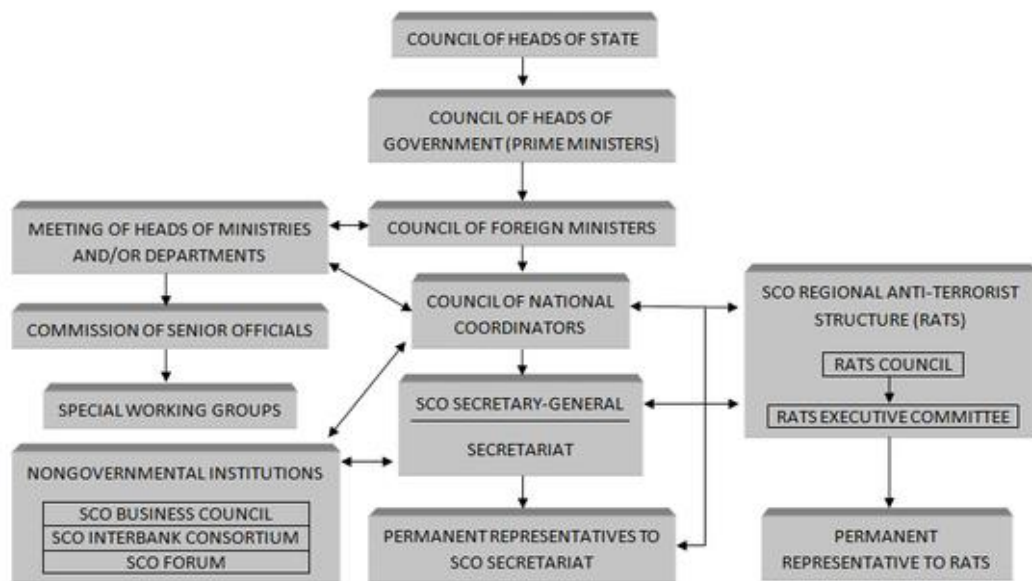 COUNCIL OF HEADS OF STATE
COUNCIL OF HEADS OF
GOVERNMENT (PRIME MINISTERS)
MEETING OF HEADS OF MINISTRIES
AND/OR DEPARTMENTS
COUNCIL OF FOREIGN MINISTERS
COUNCIL OF NATIONAL
COORDINATORS
SCO REGIONAL ANTI-TERRORIST
STRUCTURE (RATS)
RATS COUNCIL
RATS EXECUTIVE COMMITTEE
COMMISSION OF SENIOR OFFICIALS
SPECIAL WORKING GROUPS
SCO SECRETARY-GENERAL
SECRETARIAT
NONGOVERNMENTAL INSTITUTIONS
SCO BUSINESS COUNCIL
SCO INTERBANK CONSORTIUM
SCO FORUM
PERMANENT REPRESENTATIVES TO
SCO SECRETARIAT
PERMANENT
REPRESENTATIVE TO RATS